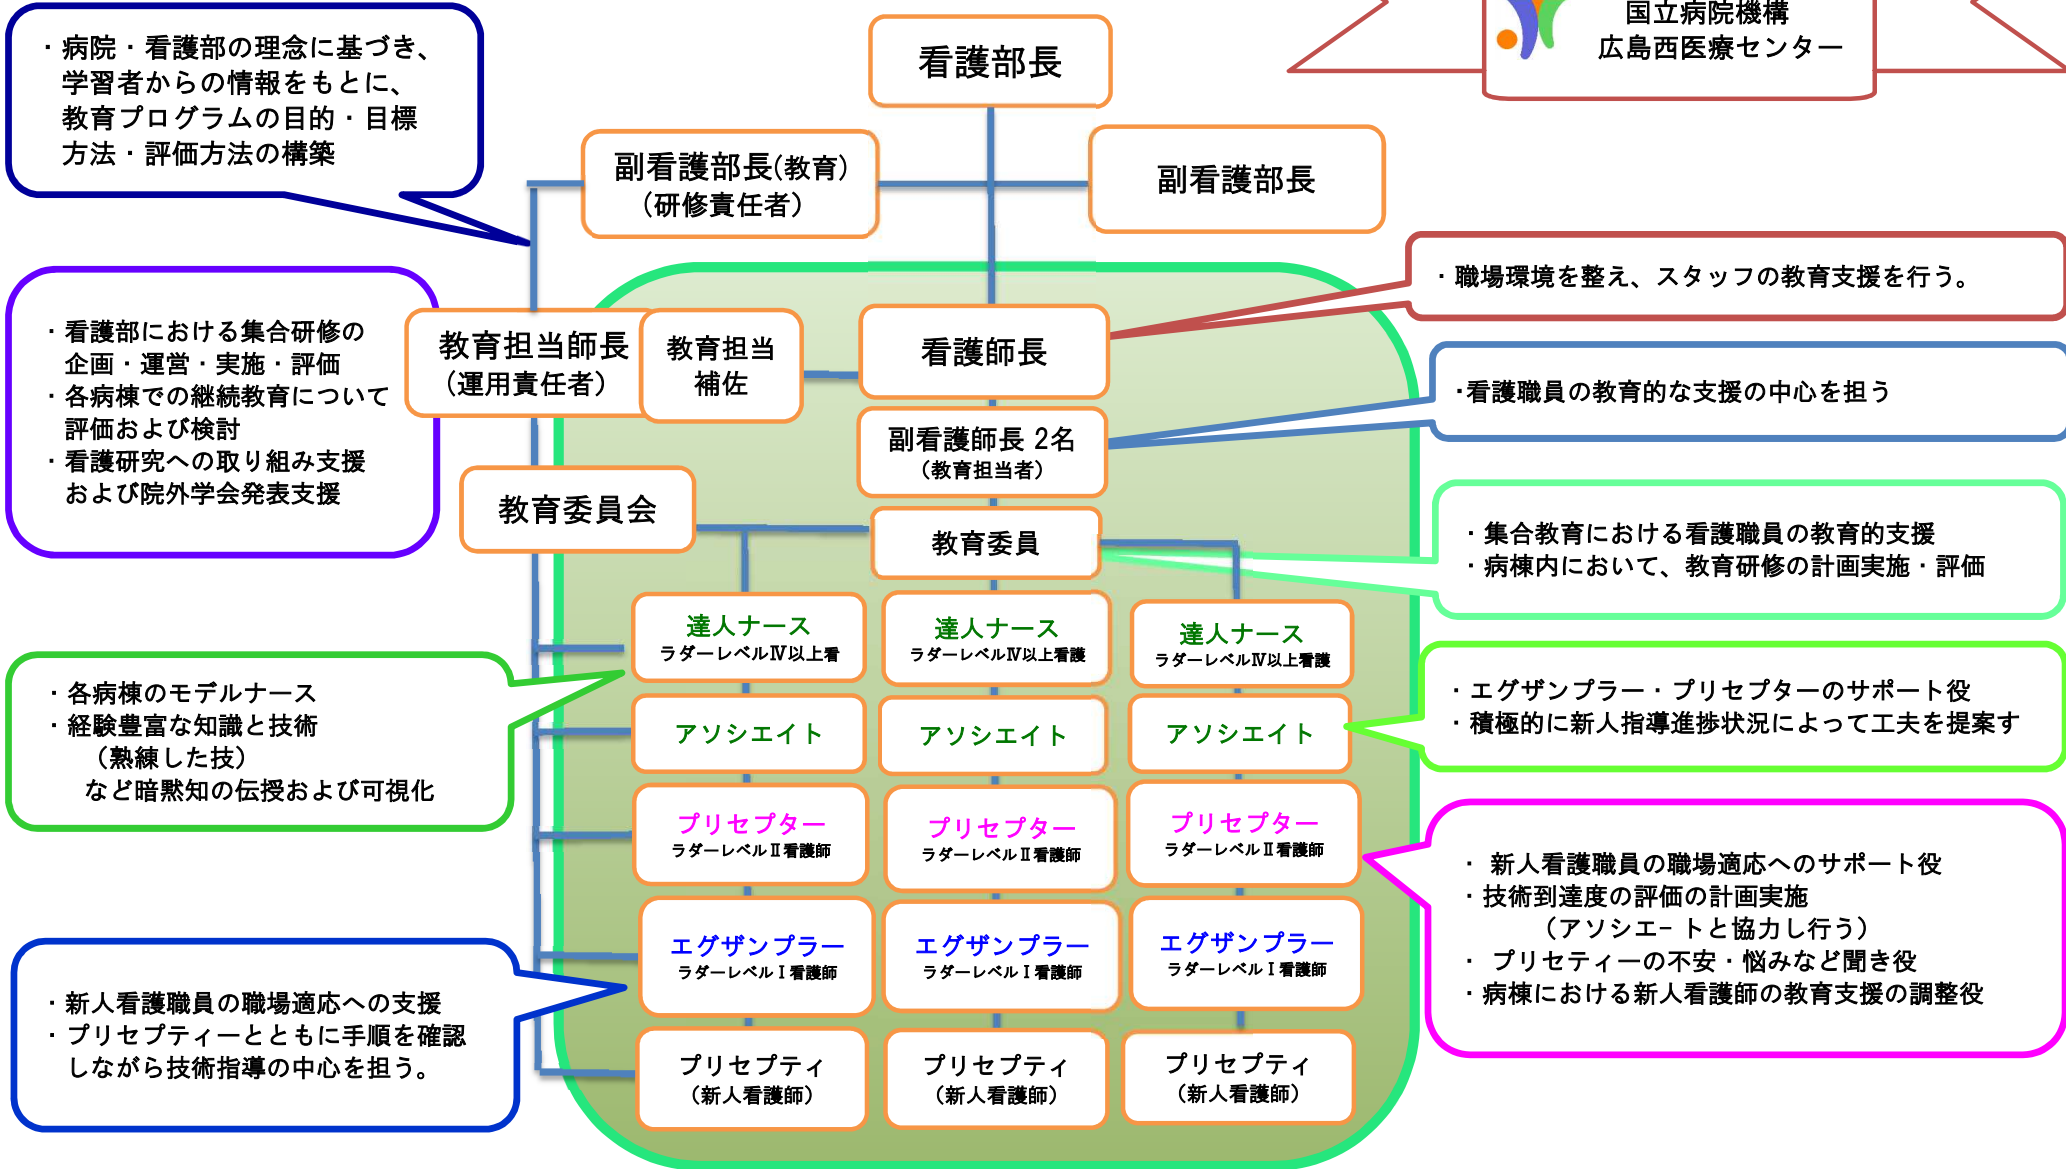 ・病院・看護部の理念に基づき、
学習者からの情報をもとに、
教育プログラムの目的・目標
方法・評価方法の構築
国立病院機構
広島西医療センター
看護部長
副看護部長(教育)
（研修責任者）
副看護部長
・職場環境を整え、スタッフの教育支援を行う。
・看護部における集合研修の
企画・運営・実施・評価
・各病棟での継続教育について
評価および検討
・看護研究への取り組み支援
および院外学会発表支援
教育担当師長
（運用責任者）
教育担当
補佐
看護師長
・看護職員の教育的な支援の中心を担う
副看護師長 2名
（教育担当者）
教育委員会
教育委員
・集合教育における看護職員の教育的支援
・病棟内において、教育研修の計画実施・評価
達人ナース
ラダーレベルⅣ以上看
達人ナース
ラダーレベルⅣ以上看護
達人ナース
ラダーレベルⅣ以上看護
・各病棟のモデルナース
・経験豊富な知識と技術
（熟練した技）
など暗黙知の伝授および可視化
アソシエイト
アソシエイト
アソシエイト
・エグザンプラー・プリセプターのサポート役
・積極的に新人指導進捗状況によって工夫を提案す
プリセプター
ラダーレベルⅡ看護師
プリセプター
ラダーレベルⅡ看護師
プリセプター
ラダーレベルⅡ看護師
・ 新人看護職員の職場適応へのサポート役
・技術到達度の評価の計画実施
（アソシエ－トと協力し行う）
・ プリセティーの不安・悩みなど聞き役
・病棟における新人看護師の教育支援の調整役
エグザンプラー
ラダーレベルⅠ看護師
エグザンプラー
ラダーレベルⅠ看護師
エグザンプラー
ラダーレベルⅠ看護師
・新人看護職員の職場適応への支援
・プリセプティーとともに手順を確認
しながら技術指導の中心を担う。
プリセプティ
（新人看護師）
プリセプティ
（新人看護師）
プリセプティ
（新人看護師）